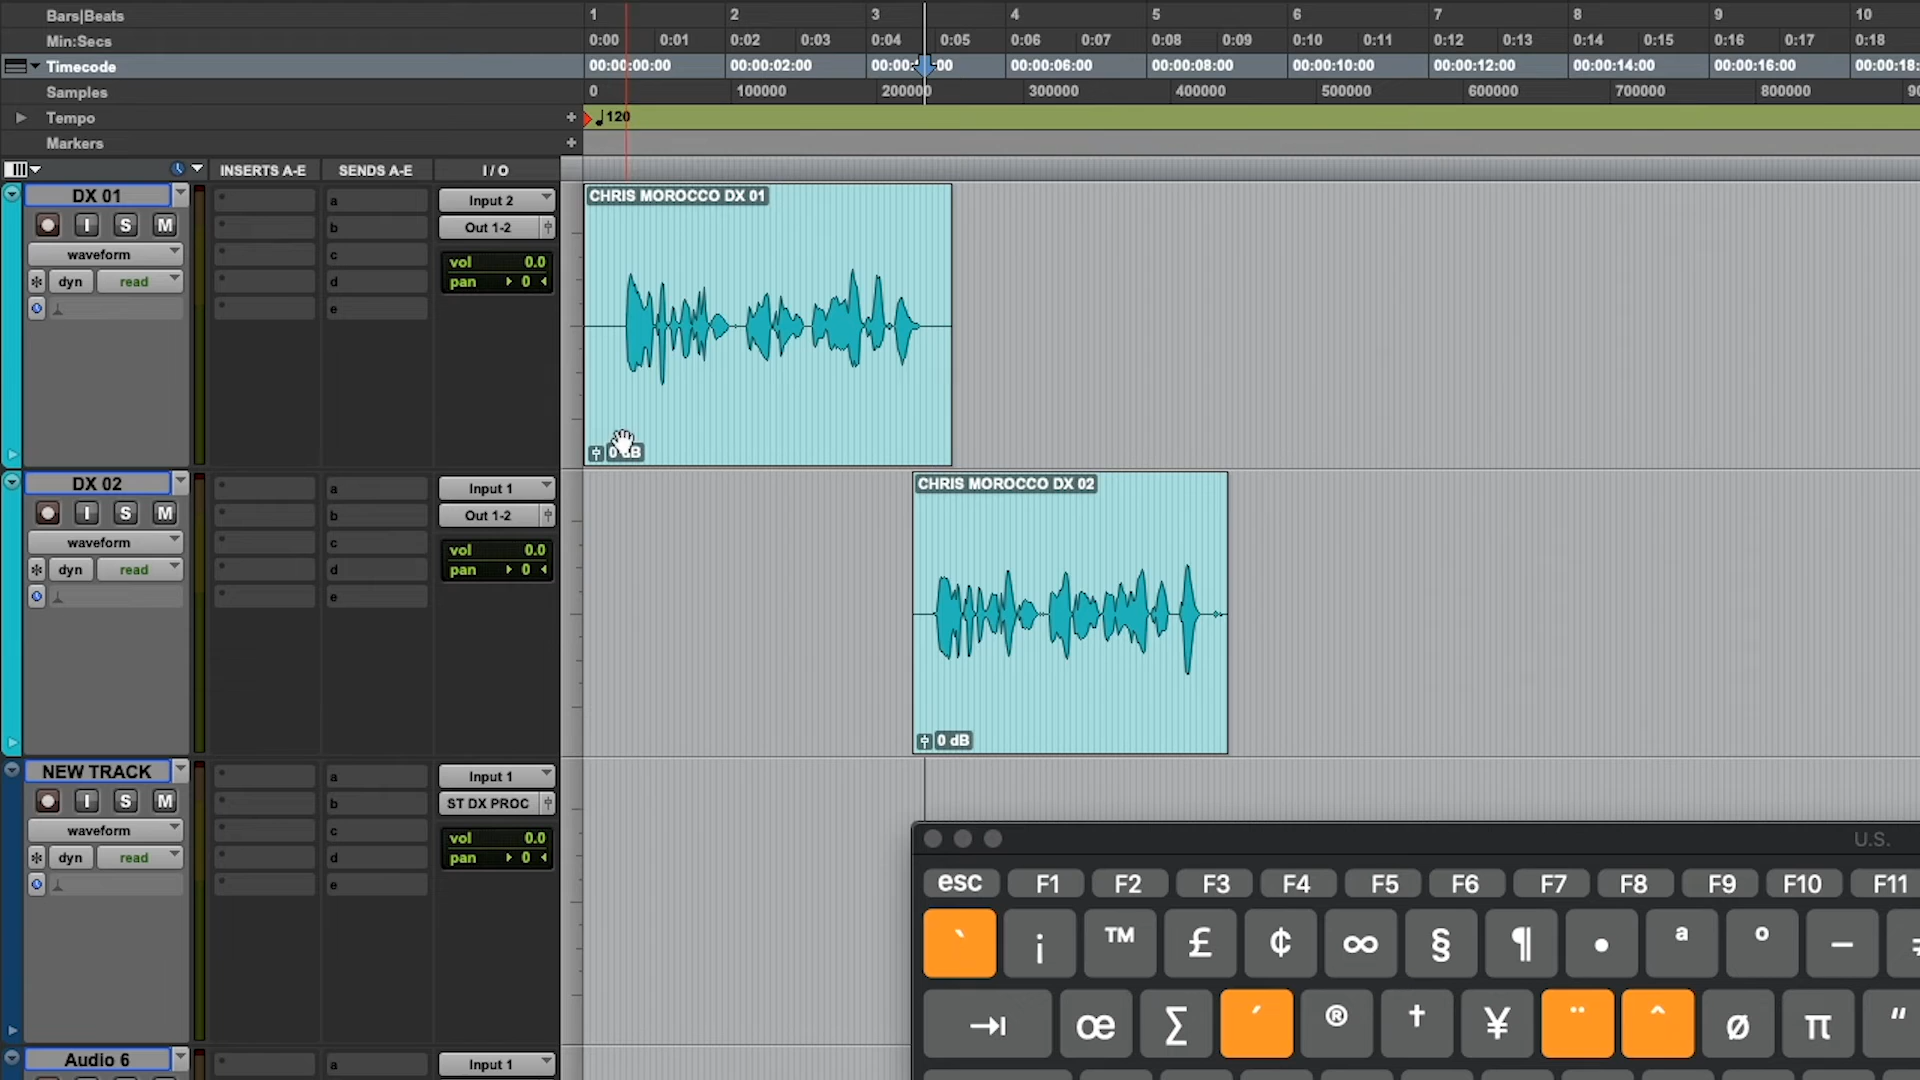 Bars|Beats 1 2 3 4 5 6 7 8 9 10
Min:Secs 0:00 0:01 0:02 0:03 0:04 0:05 0:06 0:07 0:08 0:09 0:10 0:11 0:12 0:13 0:14 0:15 0:16 0:17 0:18
Timecode 00:00:00:00 00:00:02:00 00:00: 00 00:00:06:00 00:00:08:00 00:00:10:00 00:00:12:00 00:00:14:00 00:00:16:00 00:00:18:
Samples 0 100000 200000 300000 400000 500000 600000 700000 800000 90
Tempo + 120
Markers +
INSERTS A-E SENDS A-E I / O
DX 01 a Input 2 CHRIS MOROCCO DX 01
I S M b Out 1-2
waveform c vol 0.0
dyn read d pan 0
e
0 dB
DX 02 a Input 1 CHRIS MOROCCO DX 02
I S M b Out 1-2
waveform c vol 0.0
dyn read d pan 0
e
0 dB
NEW TRACK a Input 1
I S M b ST DX PROC
waveform c vol 0.0
dyn read d pan 0
e
U.S.
esc F1 F2 F3 F4 F5 F6 F7 F8 F9 F10 F11
` ¡ ™ £ ¢ ∞ § ¶ • ª º –
œ ∑ ´ ® † ¥ ¨ ˆ ø π “
Audio 6 a Input 1